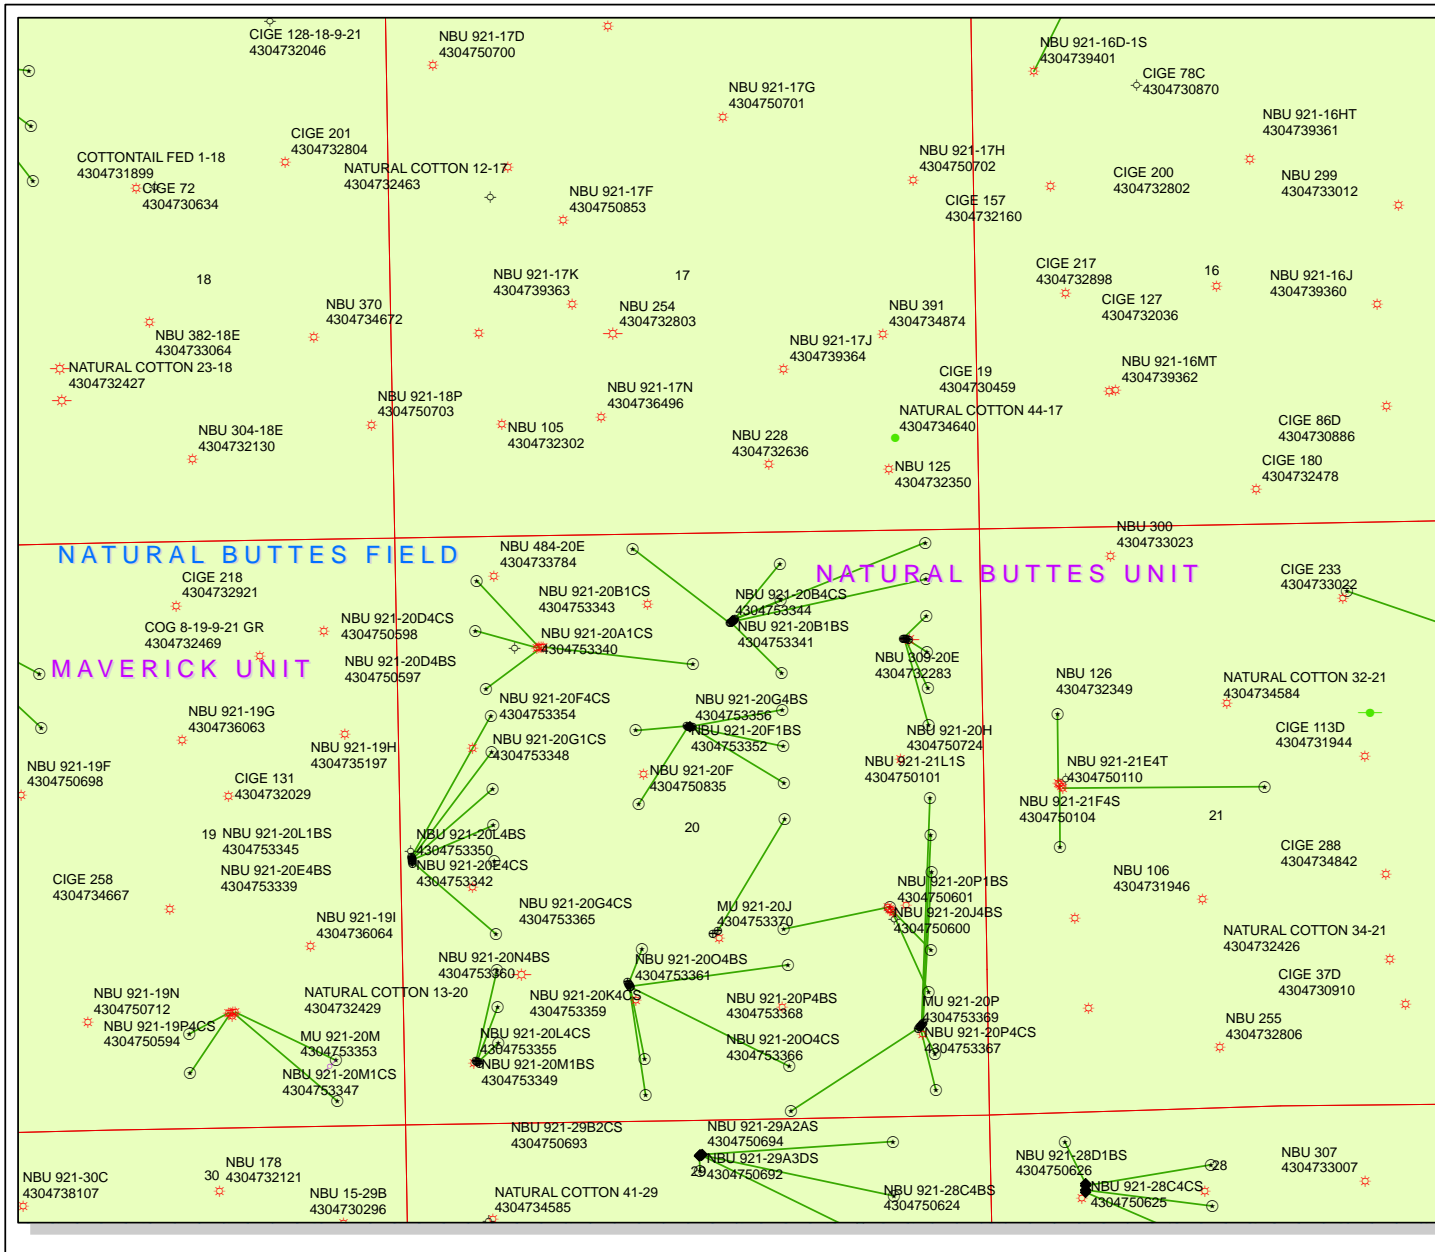 CIGE 128-18-9-21
4304732046
NBU 921-17D
4304750700
NBU 921-16D-1S
4304739401
CIGE 78C
4304730870
NBU 921-17G
4304750701
NBU 921-16HT
4304739361
CIGE 201
4304732804
COTTONTAIL FED 1-18
4304731899
CIGE 72
4304730634
NATURAL COTTON 12-17
4304732463
NBU 921-17F
4304750853
NBU 921-17H
4304750702
CIGE 157
4304732160
CIGE 200
4304732802
NBU 299
4304733012
18
17
16
NBU 921-17K
4304739363
NBU 254
4304732803
CIGE 217
4304732898
CIGE 127
4304732036
NBU 921-16J
4304739360
NBU 370
4304734672
NBU 382-18E
4304733064
NBU 391
4304734874
NBU 921-17J
4304739364
NATURAL COTTON 23-18
4304732427
CIGE 19
4304730459
NBU 921-16MT
4304739362
NBU 921-18P
4304750703
NBU 921-17N
4304736496
NATURAL COTTON 44-17
4304734640
CIGE 86D
4304730886
NBU 304-18E
4304732130
NBU 105
4304732302
NBU 228
4304732636
NBU 125
4304732350
CIGE 180
4304732478
NBU 300
4304733023
NATURAL BUTTES FIELD
NBU 484-20E
4304733784
NATURAL BUTTES UNIT
CIGE 233
4304733022
CIGE 218
4304732921
NBU 921-20B1CS
4304753343
NBU 921-20B4CS
4304753344
NBU 921-20B1BS
4304753341
COG 8-19-9-21 GR
4304732469
NBU 921-20D4CS
4304750598
NBU 921-20A1CS
4304753340
MAVERICK UNIT
NBU 921-20D4BS
4304750597
NBU 309-20E
4304732283
NBU 126
4304732349
NATURAL COTTON 32-21
4304734584
NBU 921-20F4CS
4304753354
NBU 921-20G4BS
4304753356
NBU 921-20F1BS
4304753352
NBU 921-19G
4304736063
NBU 921-19H
4304735197
NBU 921-20G1CS
4304753348
NBU 921-20H
4304750724
NBU 921-21L1S
4304750101
CIGE 113D
4304731944
NBU 921-19F
4304750698
CIGE 131
4304732029
NBU 921-20F
4304750835
NBU 921-21E4T
4304750110
NBU 921-21F4S
4304750104
19
20
21
NBU 921-20L1BS
4304753345
NBU 921-20L4BS
4304753350
NBU 921-20E4BS
4304753339
NBU 921-20E4CS
4304753342
CIGE 288
4304734842
CIGE 258
4304734667
NBU 921-20G4CS
4304753365
MU 921-20J
4304753370
NBU 921-20P1BS
4304750601
NBU 921-20J4BS
4304750600
NBU 106
4304731946
NBU 921-19I
4304736064
NATURAL COTTON 34-21
4304732426
NBU 921-20N4BS
4304753360
NBU 921-20O4BS
4304753361
CIGE 37D
4304730910
NBU 921-19N
4304750712
NATURAL COTTON 13-20
4304732429
NBU 921-20K4CS
4304753359
NBU 921-20P4BS
4304753368
MU 921-20P
4304753369
NBU 921-19P4CS
4304750594
MU 921-20M
4304753353
NBU 921-20L4CS
4304753355
NBU 921-20O4CS
4304753366
NBU 921-20P4CS
4304753367
NBU 255
4304732806
NBU 921-20M1CS
4304753347
NBU 921-20M1BS
4304753349
NBU 921-29B2CS
4304750693
NBU 921-29A2AS
4304750694
NBU 921-29A3DS
4304750692
29
NBU 921-28D1BS
4304750626
28
NBU 307
4304733007
NBU 921-30C
4304738107
30
NBU 178
4304732121
NBU 15-29B
4304730296
NATURAL COTTON 41-29
4304734585
NBU 921-28C4BS
4304750624
NBU 921-28C4CS
4304750625